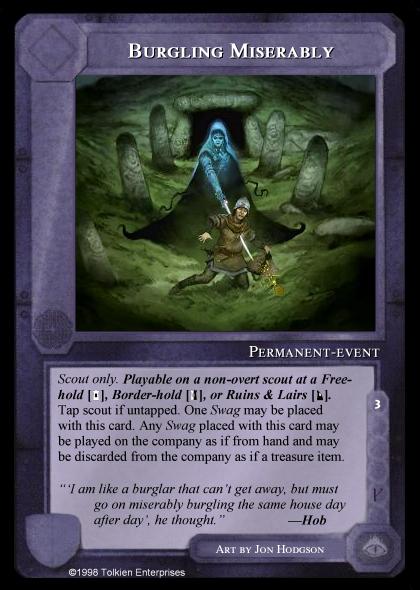 Burgling Miserably
Permanent-event
Scout only. Playable on a non-overt scout at a Free-
hold [], Border-hold [], or Ruins & Lairs [].
Tap scout if untapped. One Swag may be placed
with this card. Any Swag placed with this card may
be played on the company as if from hand and may
be discarded from the company as if a treasure item.
3
“‘I am like a burglar that can’t get away, but must
go on miserably burgling the same house day
after day’, he thought.” —Hob
Art by Jon Hodgson
©1998 Tolkien Enterprises